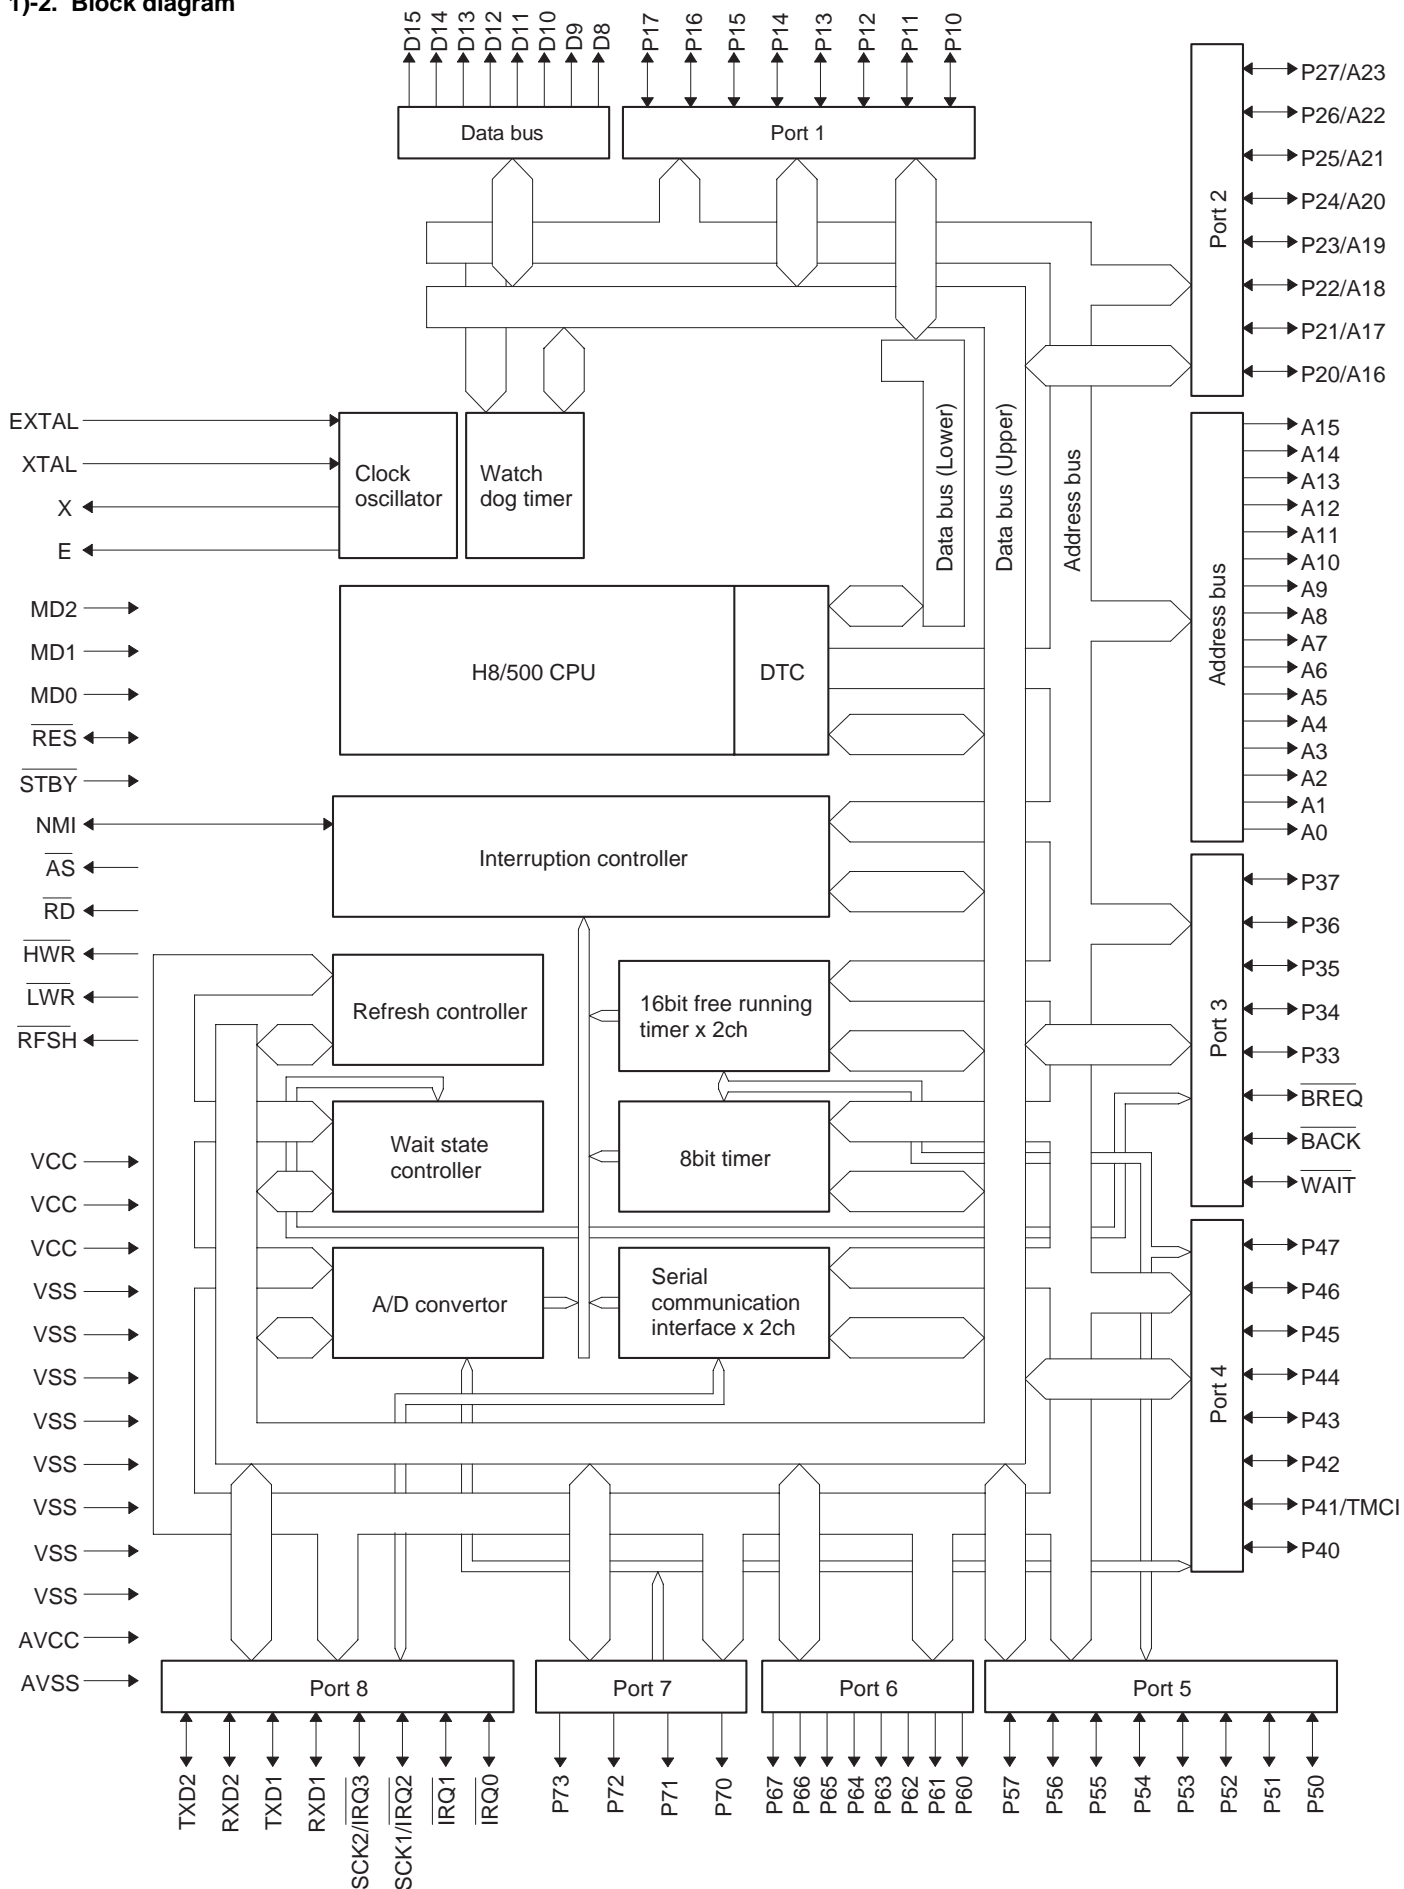 1)-2. Block diagram
D15
D14
D13
D12
D11
D10
D9
D8
P17
P16
P15
P14
P13
P12
P11
P10
Data bus
Port 1
Port 2
P27/A23
P26/A22
P25/A21
P24/A20
P23/A19
P22/A18
P21/A17
P20/A16
EXTAL
XTAL
X
E
Clock
oscillator
Watch
dog timer
Data bus (Lower)
Data bus (Upper)
Address bus
Address bus
A15
A14
A13
A12
A11
A10
A9
A8
A7
A6
A5
A4
A3
A2
A1
A0
MD2
MD1
MD0
RES
STBY
NMI
AS
RD
HWR
LWR
RFSH
H8/500 CPU
DTC
Interruption controller
Refresh controller
16bit free running
timer x 2ch
Wait state
controller
8bit timer
A/D convertor
Serial
communication
interface x 2ch
Port 3
P37
P36
P35
P34
P33
BREQ
BACK
WAIT
VCC
VCC
VCC
VSS
VSS
VSS
VSS
VSS
VSS
VSS
VSS
AVCC
AVSS
Port 4
P47
P46
P45
P44
P43
P42
P41/TMCI
P40
Port 8
Port 7
Port 6
Port 5
TXD2
RXD2
TXD1
RXD1
SCK2/IRQ3
SCK1/IRQ2
IRQ1
IRQ0
P73
P72
P71
P70
P67
P66
P65
P64
P63
P62
P61
P60
P57
P56
P55
P54
P53
P52
P51
P50